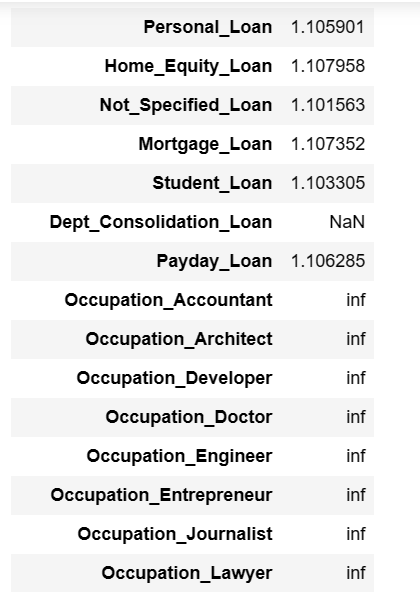 Personal_Loan 1.105901
Home_Equity_Loan 1.107958
Not_Specified_Loan 1.101563
Mortgage_Loan 1.107352
Student_Loan 1.103305
Dept_Consolidation_Loan NaN
Payday_Loan 1.106285
Occupation_Accountant inf
Occupation_Architect inf
Occupation_Developer inf
Occupation_Doctor inf
Occupation_Engineer inf
Occupation_Entrepreneur inf
Occupation_Journalist inf
Occupation_Lawyer inf